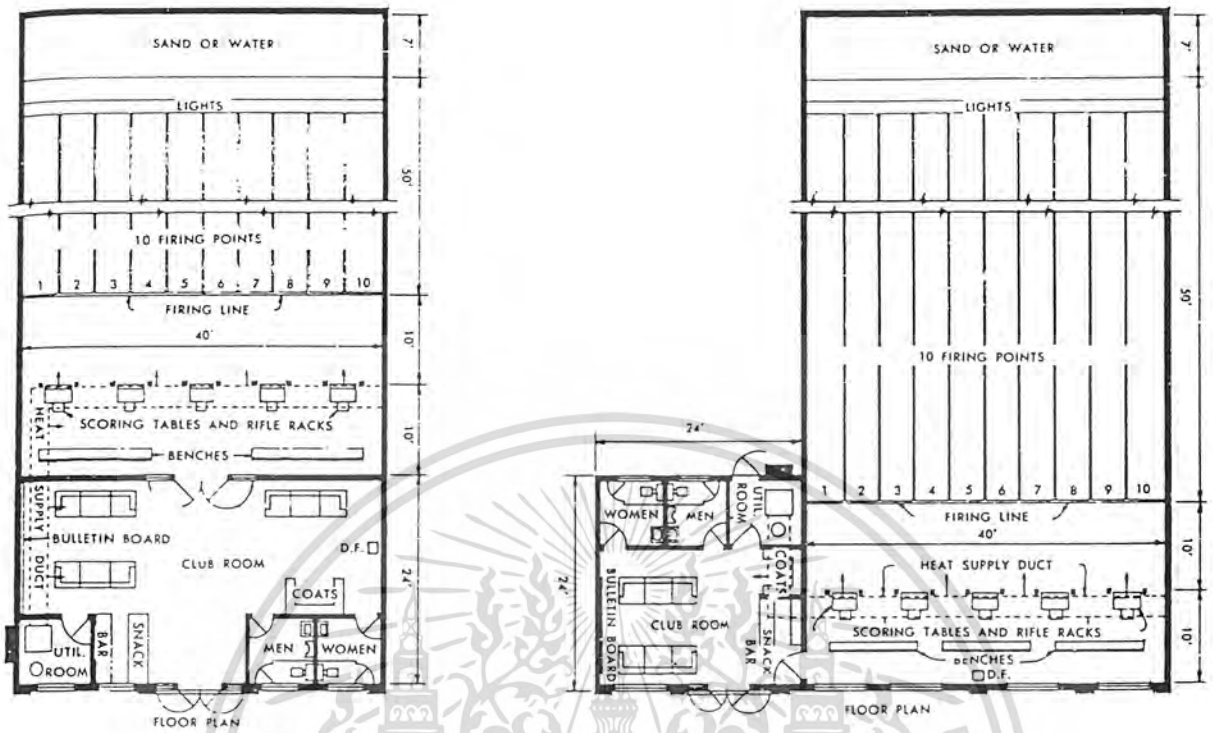 SAND OR WATER
7'
LIGHTS
50'
10 FIRING POINTS
1 2 3 4 5 6 7 8 9 10
FIRING LINE
40'
10'
HEAT
SCORING TABLES AND RIFLE RACKS
10'
BENCHES
SUPPLY
BULLETIN BOARD
DUCT
CLUB ROOM
D.F.
24'
COATS
UTIL.
ROOM
BAR
SNACK
MEN
WOMEN
FLOOR PLAN
SAND OR WATER
7'
LIGHTS
50'
10 FIRING POINTS
24'
1 2 3 4 5 6 7 8 9 10
WOMEN
MEN
UTIL.
ROOM
FIRING LINE
40'
10'
24'
COATS
HEAT SUPPLY DUCT
BULLETIN BOARD
CLUB ROOM
SNACK
BAR
SCORING TABLES AND RIFLE RACKS
10'
BENCHES
D.F.
FLOOR PLAN